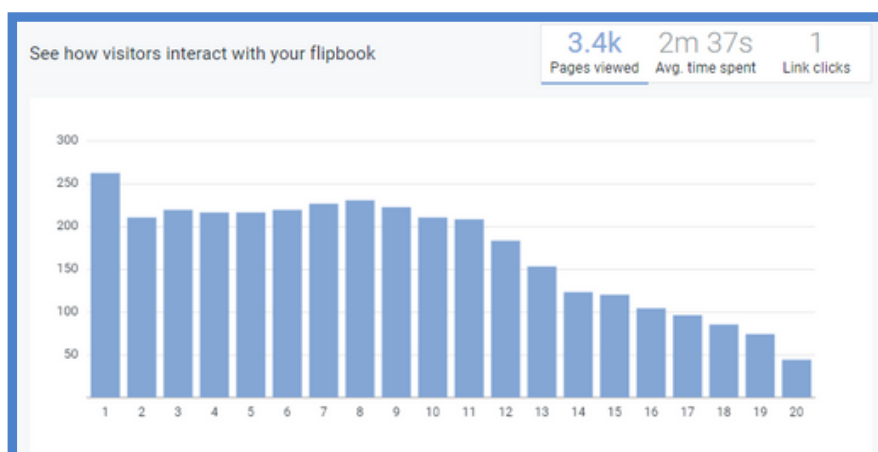 See how visitors interact with your flipbook
3.4k 2m 37s 1
Pages viewed Avg. time spent Link clicks
300
250
200
150
100
50
1 2 3 4 5 6 7 8 9 10 11 12 13 14 15 16 17 18 19 20